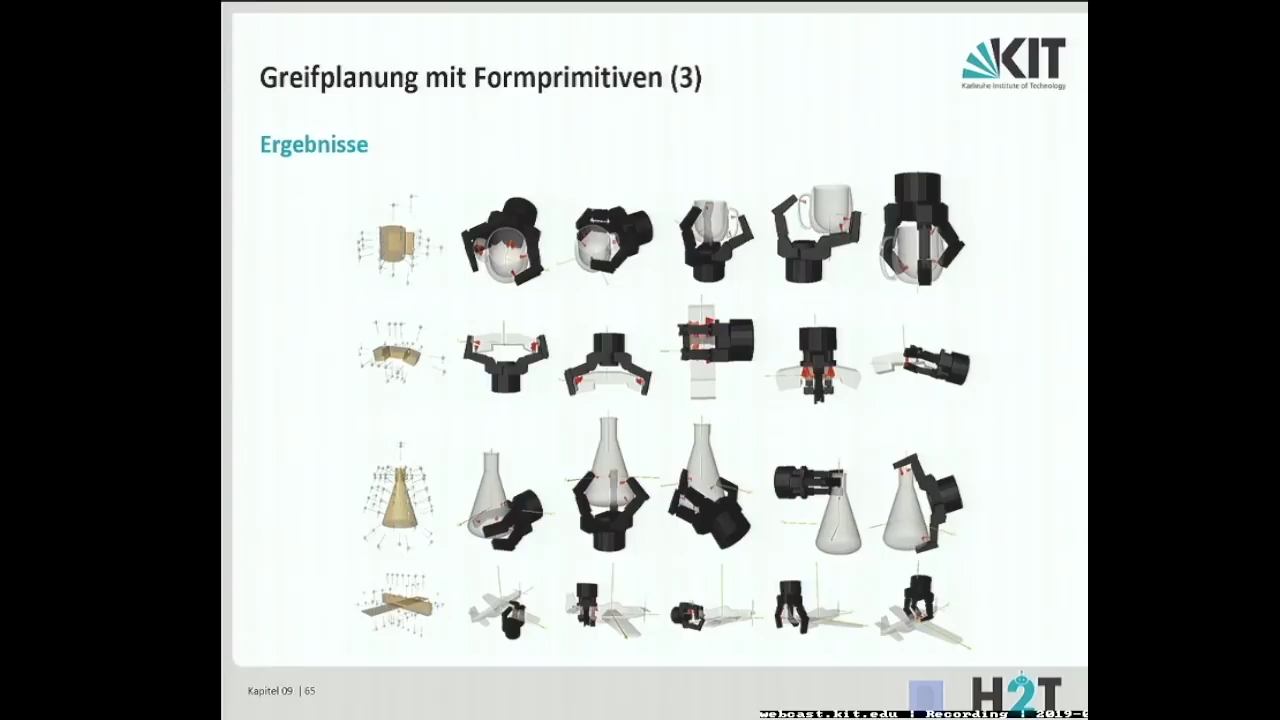 Greifplanung mit Formprimitiven (3)
KIT
Karlsruhe Institute of Technology
Ergebnisse
Kapitel 09 | 65
H2T
webcast.kit.edu | Recording | 2019-